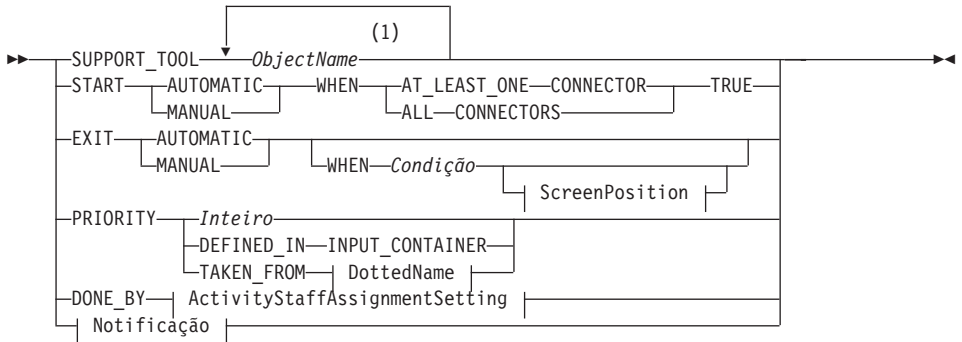 (1)
SUPPORT_TOOL ObjectName
START AUTOMATIC WHEN AT_LEAST_ONE CONNECTOR TRUE
MANUAL ALL CONNECTORS
EXIT AUTOMATIC
MANUAL WHEN Condição
ScreenPosition
PRIORITY Inteiro
DEFINED_IN INPUT_CONTAINER
TAKEN_FROM DottedName
DONE_BY ActivityStaffAssignmentSetting
Notificação